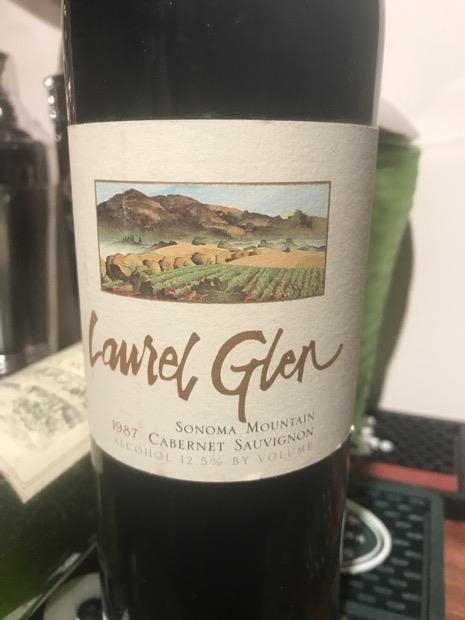 Laurel Glen
SONOMA MOUNTAIN
1987 CABERNET SAUVIGNON
ALCOHOL 12.5% BY VOLUME